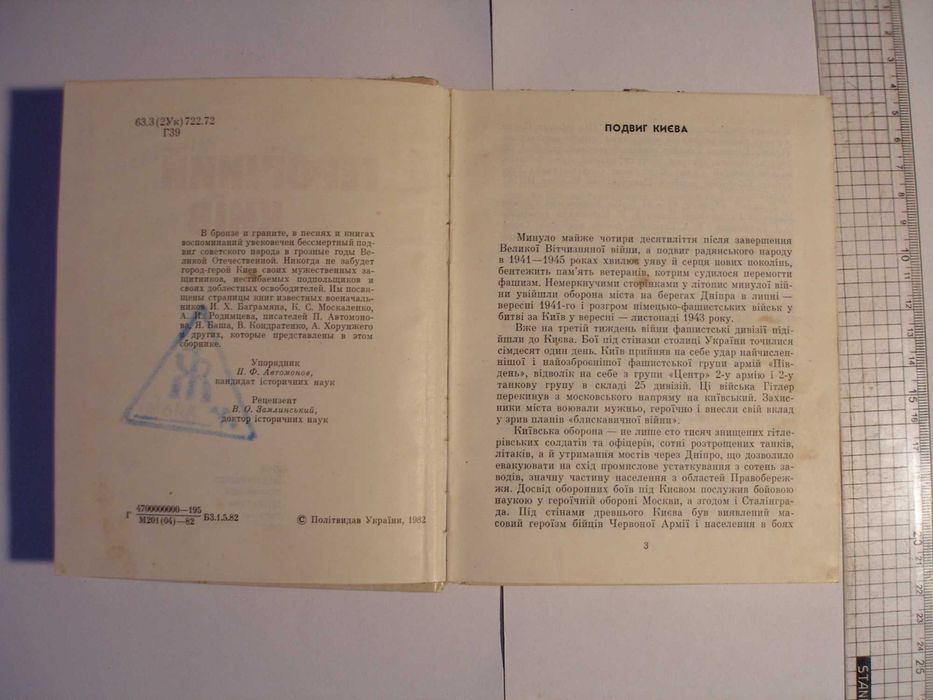 63.3(2Ук)722.72
Г39
В бронзе и граните, в песнях и книгах
воспоминаний увековечен бессмертный под-
виг советского народа в грозные годы Ве-
ликой Отечественной. Никогда не забудет
город-герой Киев своих мужественных за-
щитников, несгибаемых подпольщиков и
своих доблестных освободителей. Им посвя-
щены страницы книг известных военачаль-
ников И. Х. Баграмяна, К. С. Москаленко,
А. И. Родимцева, писателей П. Автомоно-
ва, Я. Баша, В. Кондратенко, А. Хорунжего
и других, которые представлены в этом
сборнике.
Упорядник
П. Ф. Автомонов,
кандидат історичних наук
Рецензент
В. О. Замлинський,
доктор історичних наук
Г 4700000000—195
М201(04)—82 БЗ.1.5.82
© Політвидав України, 1982
ПОДВИГ КИЄВА
Минуло майже чотири десятиліття після завершення
Великої Вітчизняної війни, а подвиг радянського народу
в 1941—1945 роках хвилює уяву й серця нових поколінь,
бентежить пам'ять ветеранів, котрим судилося перемогти
фашизм. Немеркнучими сторінками у літопис минулої вій-
ни увійшли оборона міста на берегах Дніпра в липні —
вересні 1941-го і розгром німецько-фашистських військ у
битві за Київ у вересні — листопаді 1943 року.
Вже на третій тиждень війни фашистські дивізії піді-
йшли до Києва. Бої під стінами столиці України точилися
сімдесят один день. Київ прийняв на себе удар найчислен-
нішої і найозброєнішої фашистської групи армій «Пів-
день», відволік на себе з групи «Центр» 2-у армію і 2-у
танкову групу в складі 25 дивізій. Ці війська Гітлер
перекинув з московського напряму на київський. Захис-
ники міста воювали мужньо, героїчно і внесли свій вклад
у зрив планів «блискавичної війни».
Київська оборона — не лише сто тисяч знищених гітле-
рівських солдатів та офіцерів, сотні розтрощених танків,
літаків, а й утримання мостів через Дніпро, що дозволило
евакуювати на схід промислове устаткування з сотень за-
водів, значну частину населення з областей Правобереж-
жя. Досвід оборонних боїв під Києвом послужив бойовою
наукою у героїчній обороні Москви, а згодом і Сталінгра-
да. Під стінами древнього Києва був виявлений ма-
совий героїзм бійців Червоної Армії і населення в боях
3
STAN